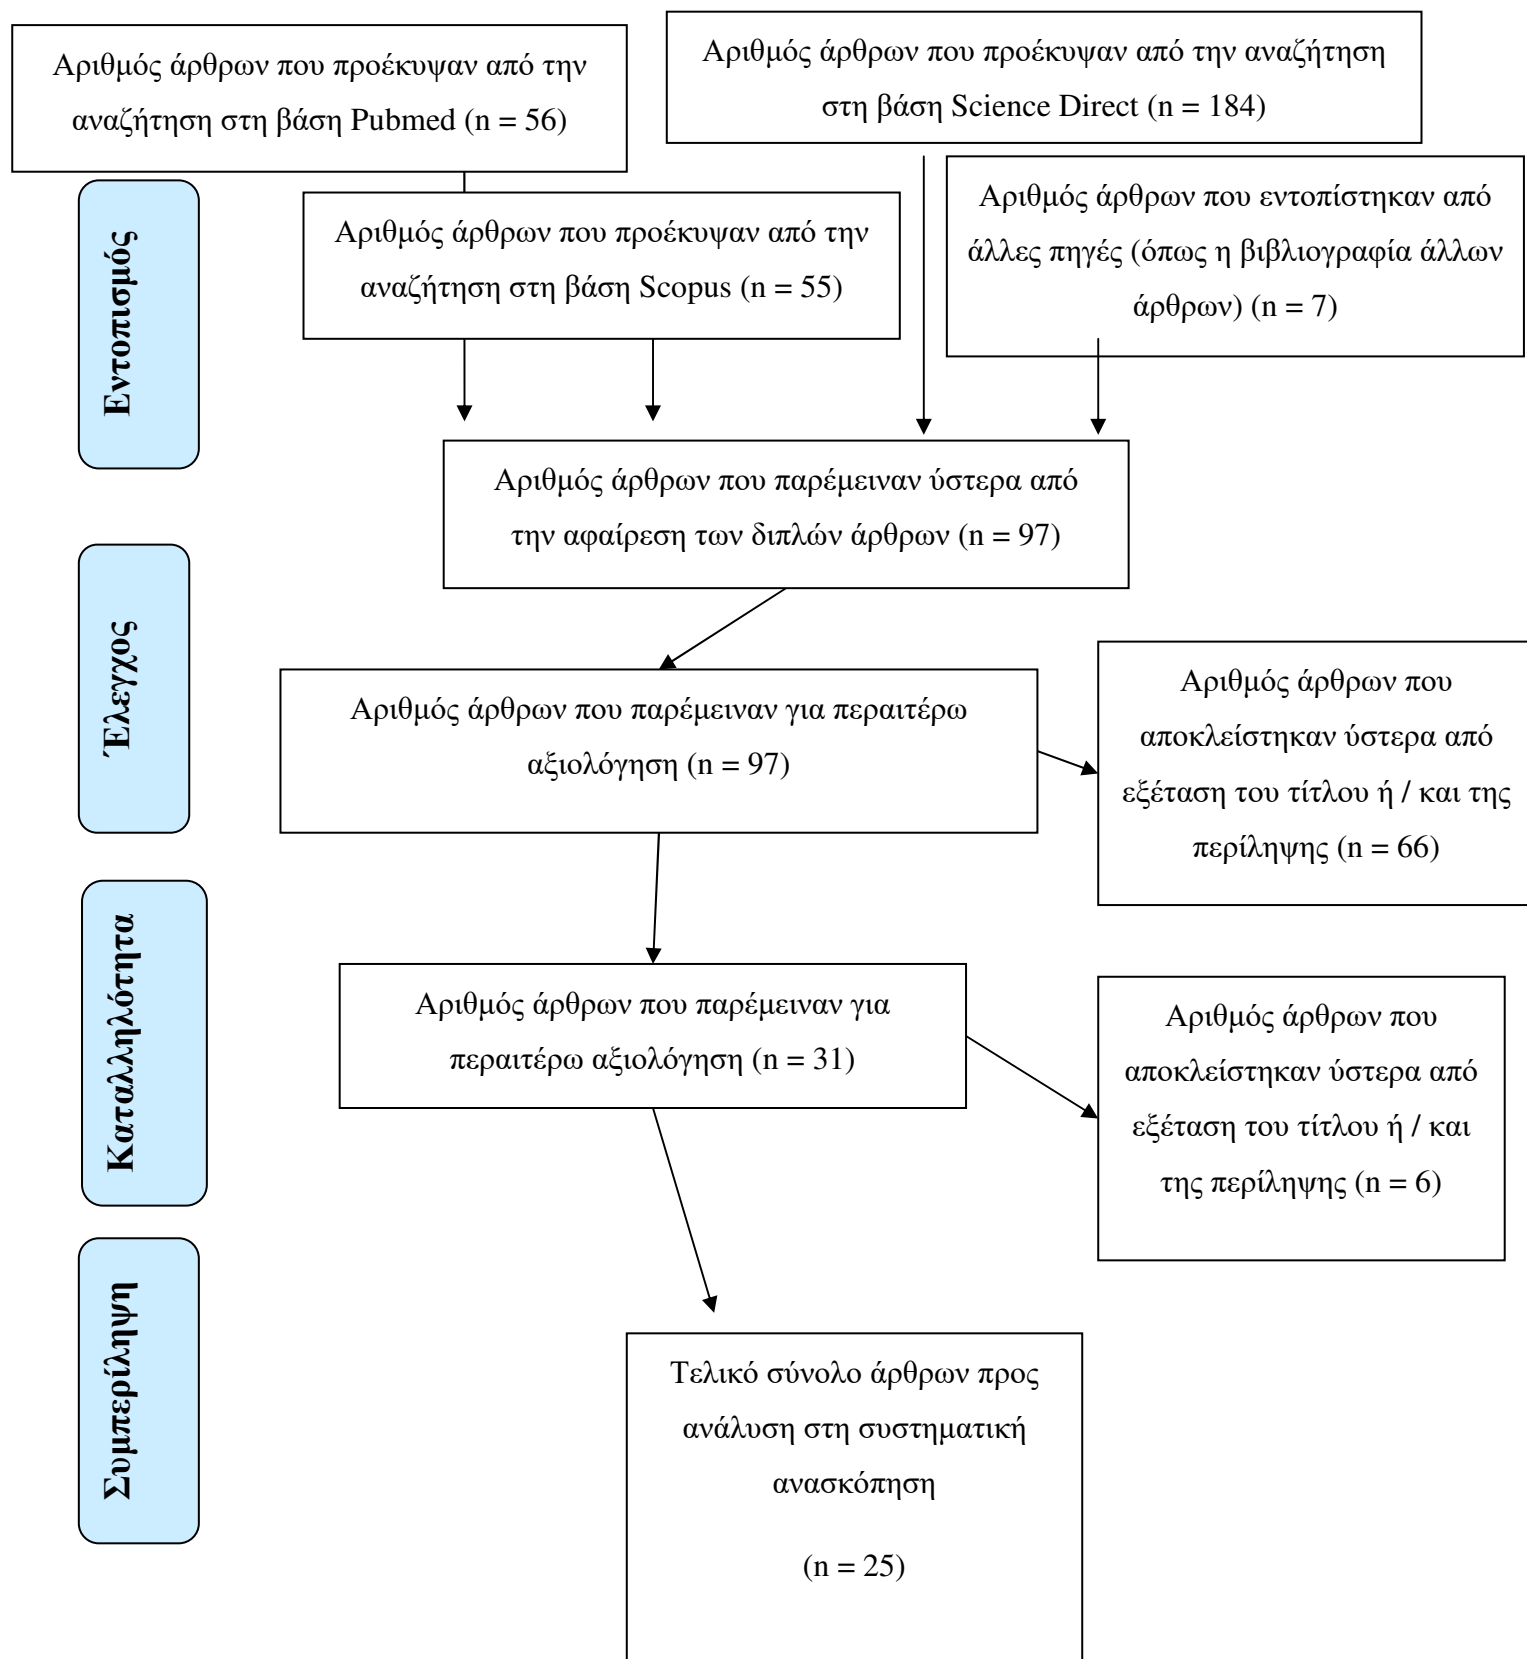 Αριθμός άρθρων που προέκυψαν από την
αναζήτηση στη βάση Pubmed (n = 56)
Αριθμός άρθρων που προέκυψαν από την αναζήτηση
στη βάση Science Direct (n = 184)
Εντοπισμός
Αριθμός άρθρων που προέκυψαν από την
αναζήτηση στη βάση Scopus (n = 55)
Αριθμός άρθρων που εντοπίστηκαν από
άλλες πηγές (όπως η βιβλιογραφία άλλων
άρθρων) (n = 7)
Αριθμός άρθρων που παρέμειναν ύστερα από
την αφαίρεση των διπλών άρθρων (n = 97)
Έλεγχος
Αριθμός άρθρων που παρέμειναν για περαιτέρω
αξιολόγηση (n = 97)
Αριθμός άρθρων που
αποκλείστηκαν ύστερα από
εξέταση του τίτλου ή / και της
περίληψης (n = 66)
Καταλληλότητα
Αριθμός άρθρων που παρέμειναν για
περαιτέρω αξιολόγηση (n = 31)
Αριθμός άρθρων που
αποκλείστηκαν ύστερα από
εξέταση του τίτλου ή / και
της περίληψης (n = 6)
Συμπερίληψη
Τελικό σύνολο άρθρων προς
ανάλυση στη συστηματική
ανασκόπηση
(n = 25)